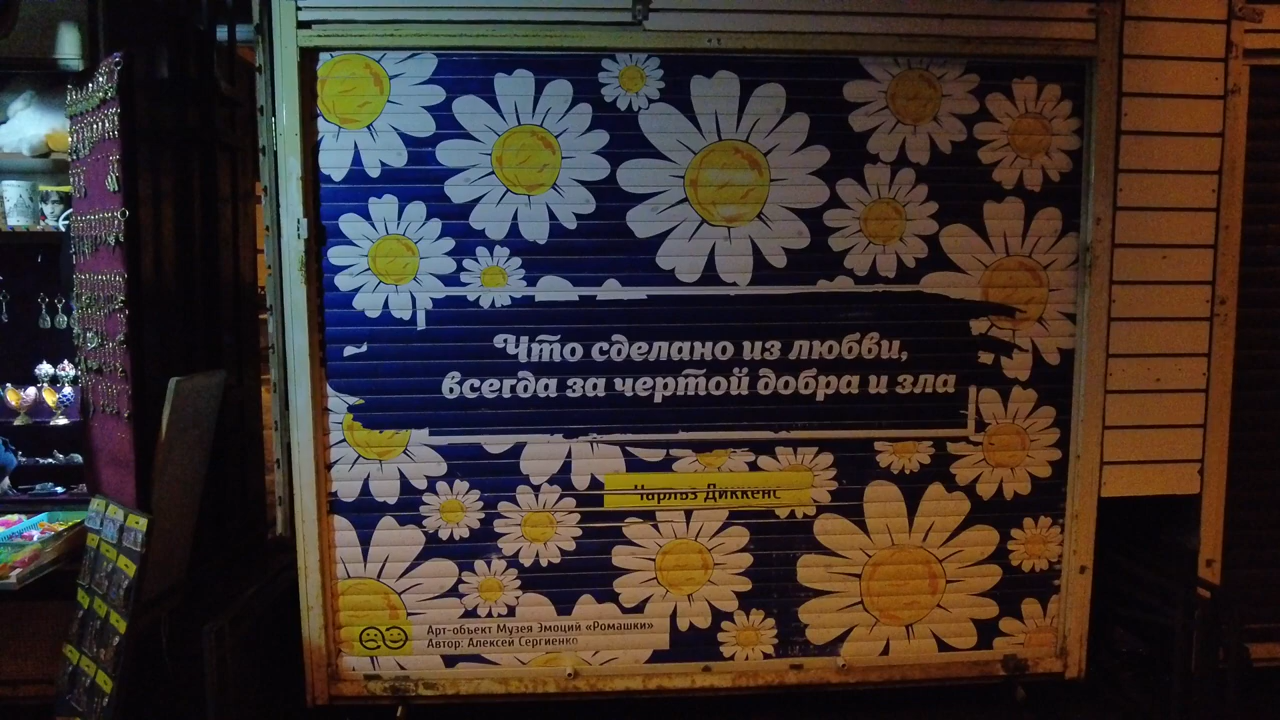 Что сделано из любви,
всегда за чертой добра и зла
Чарльз Диккенс
Арт-объект Музея Эмоций «Ромашки»
Автор: Алексей Сергиенко